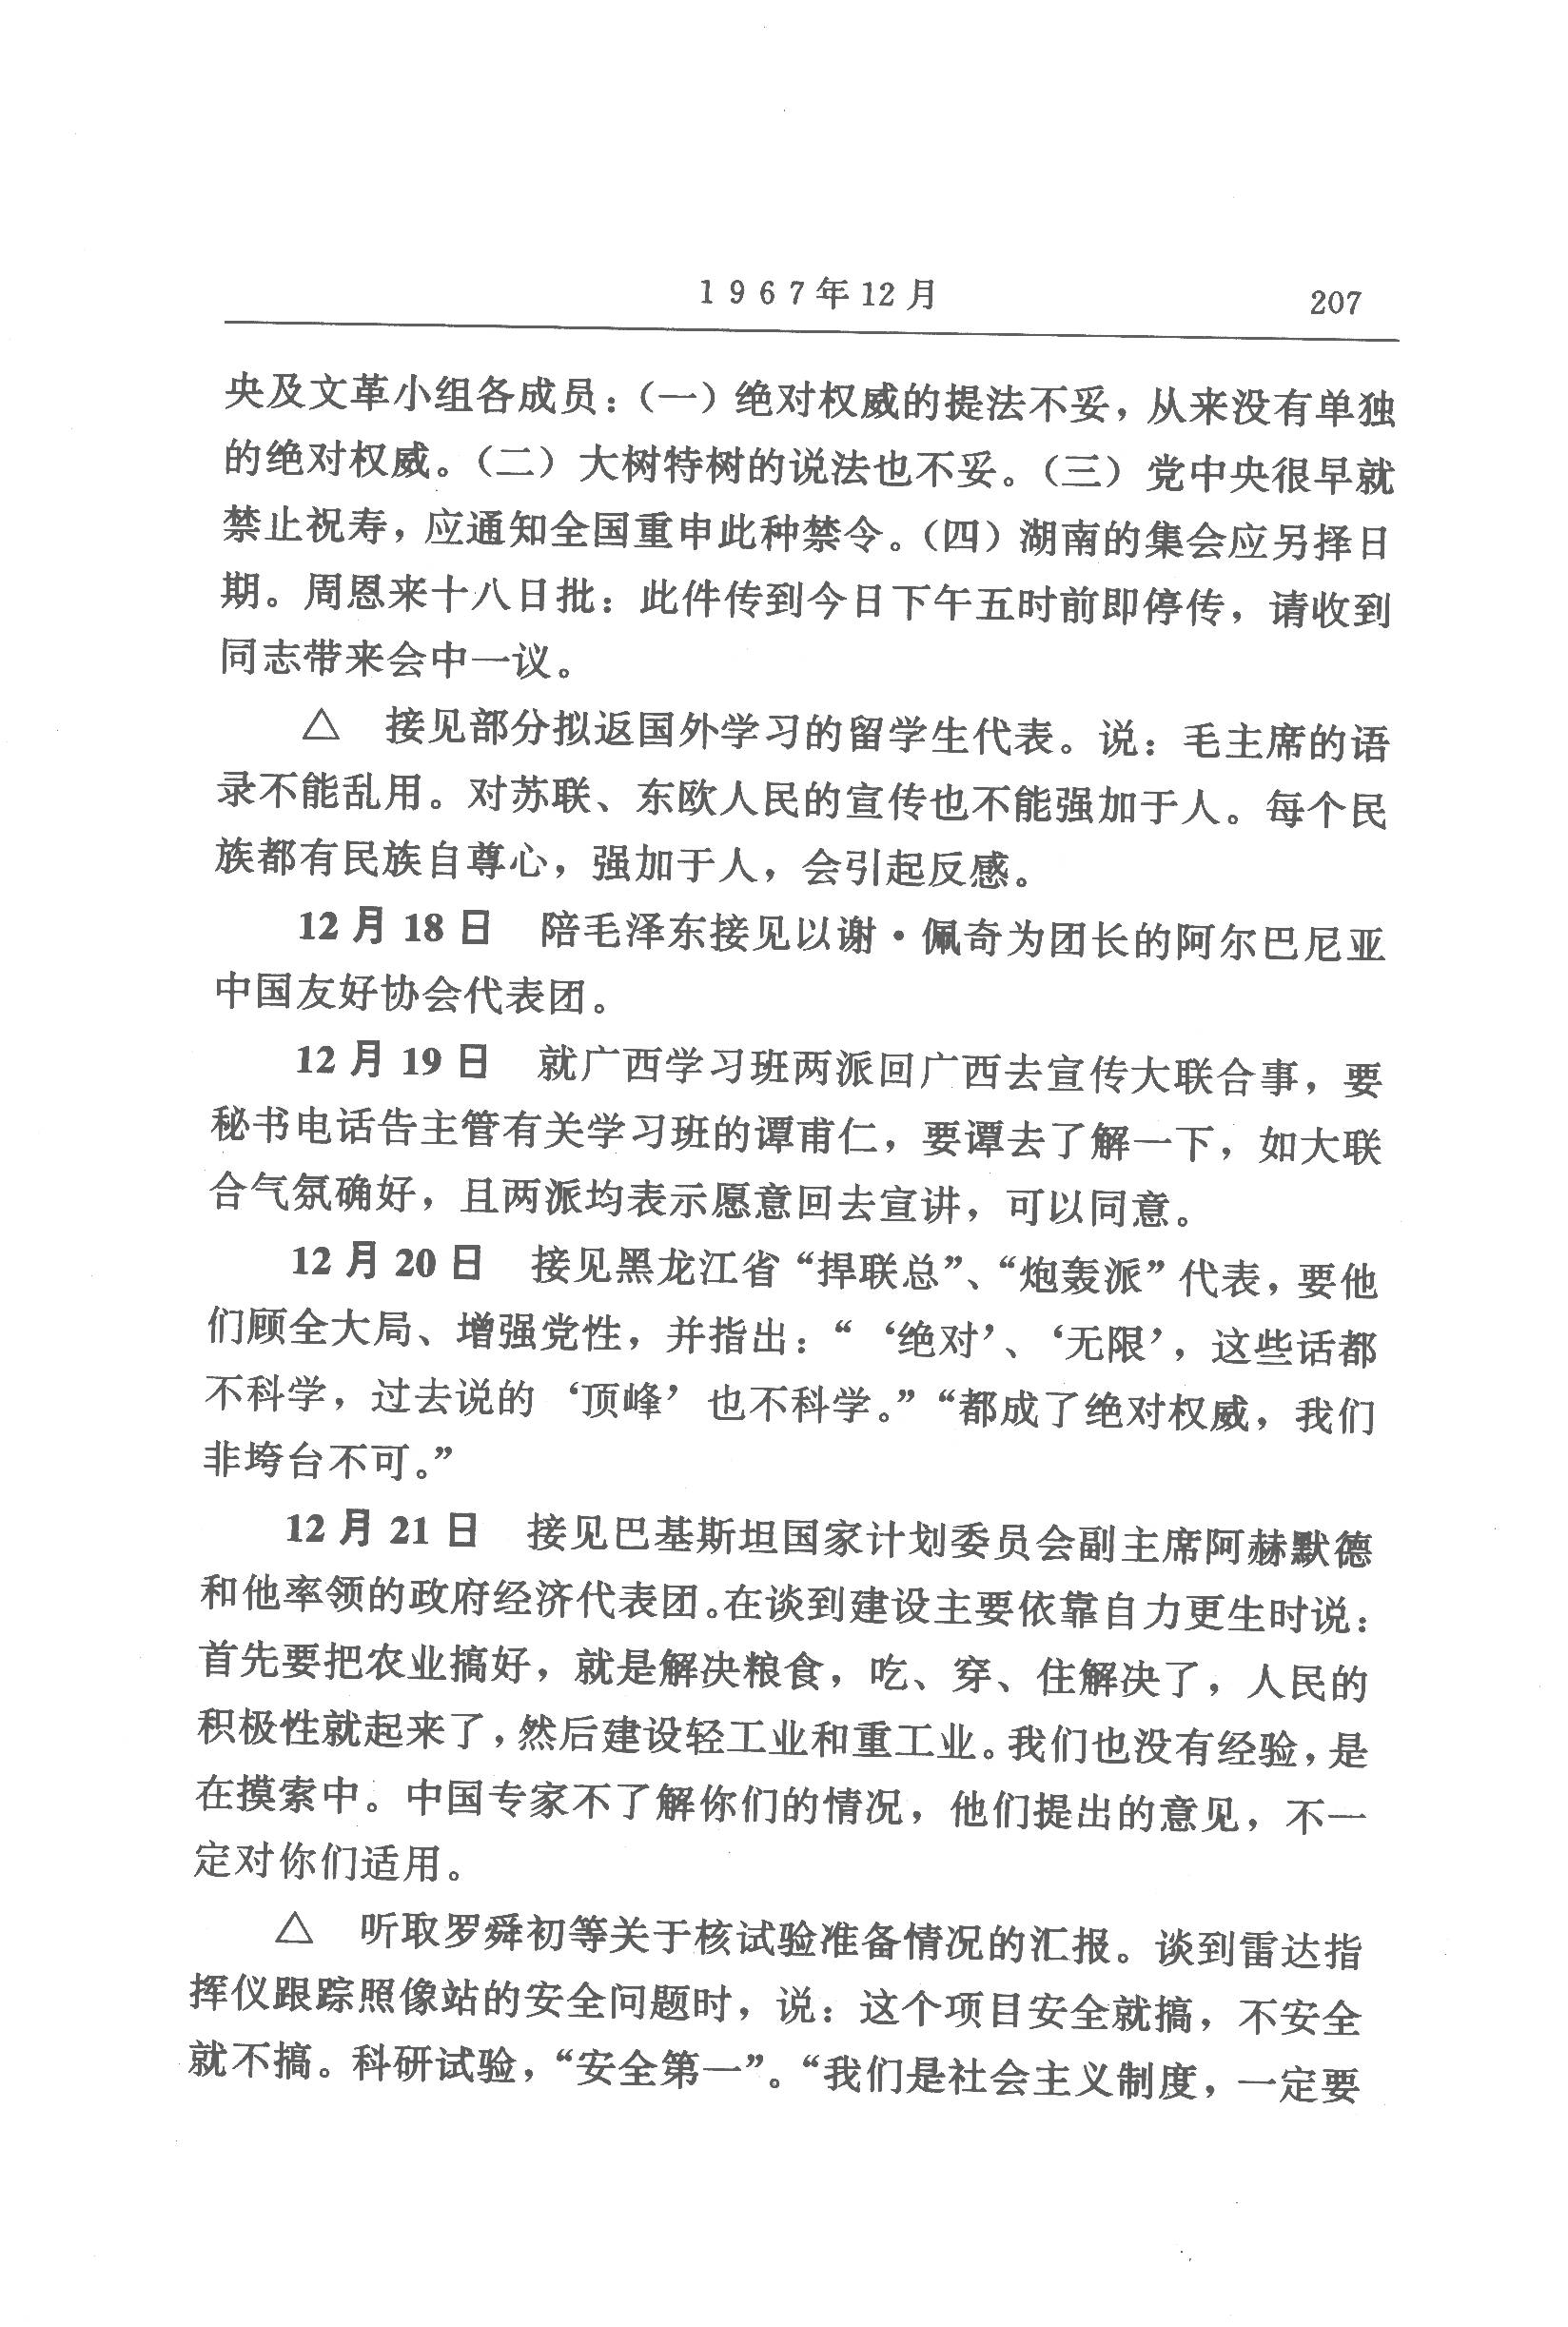 1967年12月
207
央及文革小组各成员：（一）绝对权威的提法不妥，从来没有单独
的绝对权威。（二）大树特树的说法也不妥。（三）党中央很早就
禁止祝寿，应通知全国重申此种禁令。（四）湖南的集会应另择日
期。周恩来十八日批：此件传到今日下午五时前即停传，请收到
同志带来会中一议。
△　接见部分拟返国外学习的留学生代表。说：毛主席的语
录不能乱用。对苏联、东欧人民的宣传也不能强加于人。每个民
族都有民族自尊心，强加于人，会引起反感。
12月18日　陪毛泽东接见以谢·佩奇为团长的阿尔巴尼亚
中国友好协会代表团。
12月19日　就广西学习班两派回广西去宣传大联合事，要
秘书电话告主管有关学习班的谭甫仁，要谭去了解一下，如大联
合气氛确好，且两派均表示愿意回去宣讲，可以同意。
12月20日　接见黑龙江省“捍联总”、“炮轰派”代表，要他
们顾全大局、增强党性，并指出：“‘绝对’、‘无限’，这些话都
不科学，过去说的‘顶峰’也不科学。”“都成了绝对权威，我们
非垮台不可。”
12月21日　接见巴基斯坦国家计划委员会副主席阿赫默德
和他率领的政府经济代表团。在谈到建设主要依靠自力更生时说：
首先要把农业搞好，就是解决粮食，吃、穿、住解决了，人民的
积极性就起来了，然后建设轻工业和重工业。我们也没有经验，是
在摸索中。中国专家不了解你们的情况，他们提出的意见，不一
定对你们适用。
△　听取罗舜初等关于核试验准备情况的汇报。谈到雷达指
挥仪跟踪照像站的安全问题时，说：这个项目安全就搞，不安全
就不搞。科研试验，“安全第一”。“我们是社会主义制度，一定要